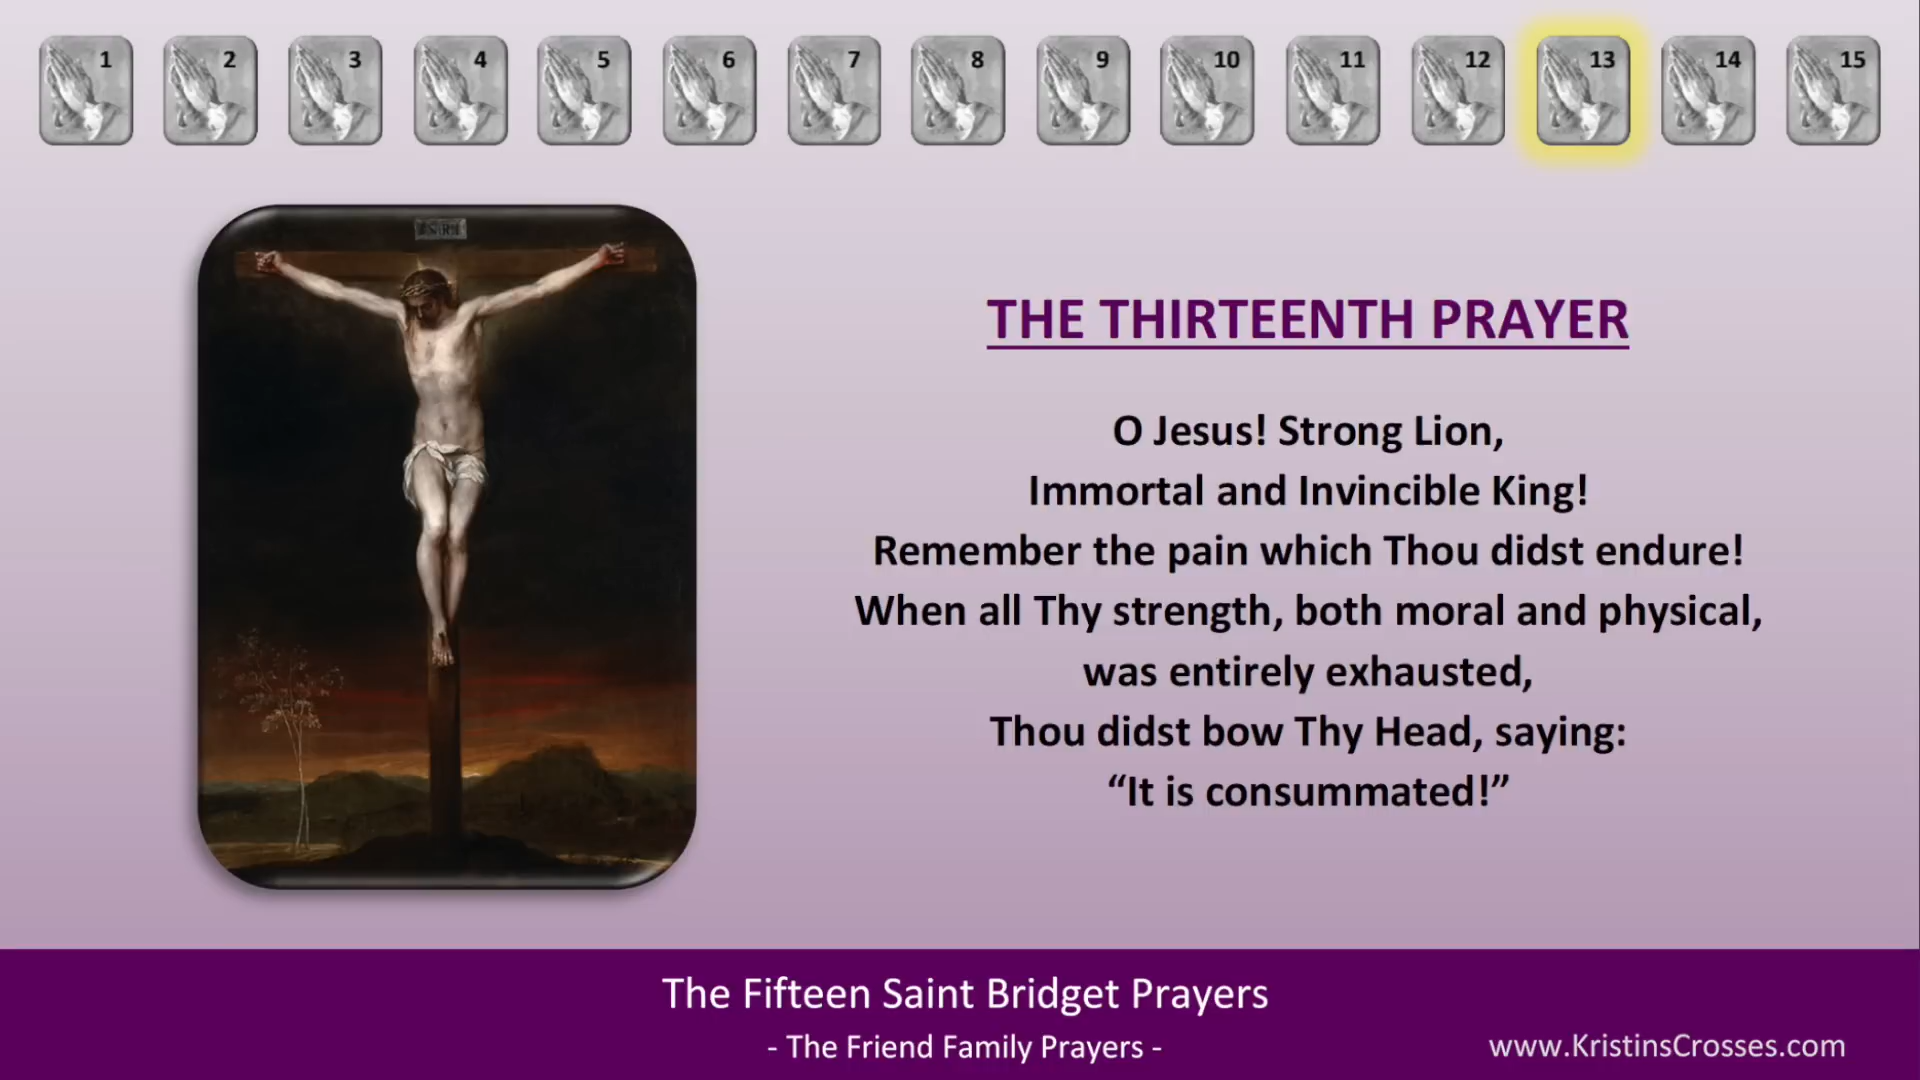 1 2 3 4 5 6 7 8 9 10 11 12 13 14 15
THE THIRTEENTH PRAYER
O Jesus! Strong Lion,
Immortal and Invincible King!
Remember the pain which Thou didst endure!
When all Thy strength, both moral and physical,
was entirely exhausted,
Thou didst bow Thy Head, saying:
“It is consummated!”
The Fifteen Saint Bridget Prayers
- The Friend Family Prayers -
www.KristinsCrosses.com